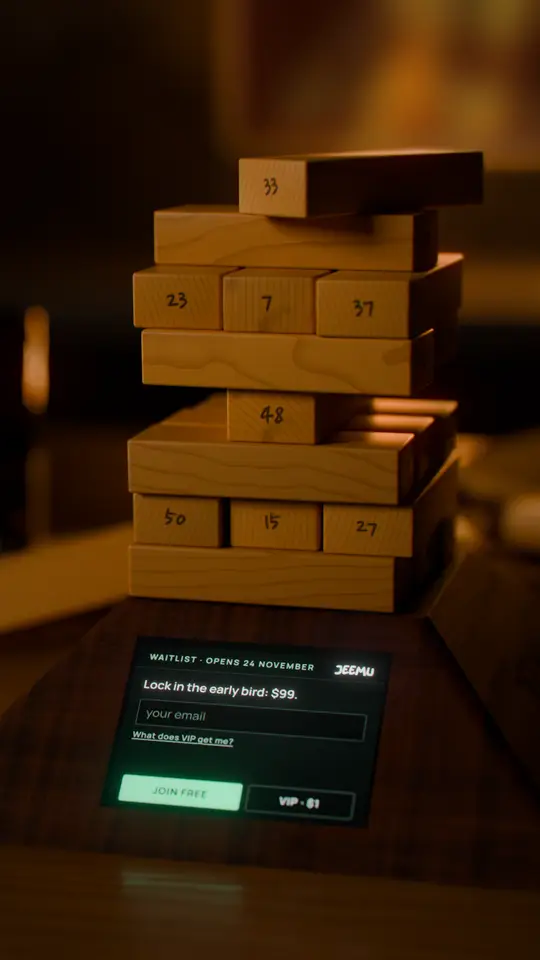 33
23 7 37
48
50 15 27
WAITLIST · OPENS 24 NOVEMBER JEEMU
Lock in the early bird: $99.
your email
What does VIP get me?
JOIN FREE VIP · $1